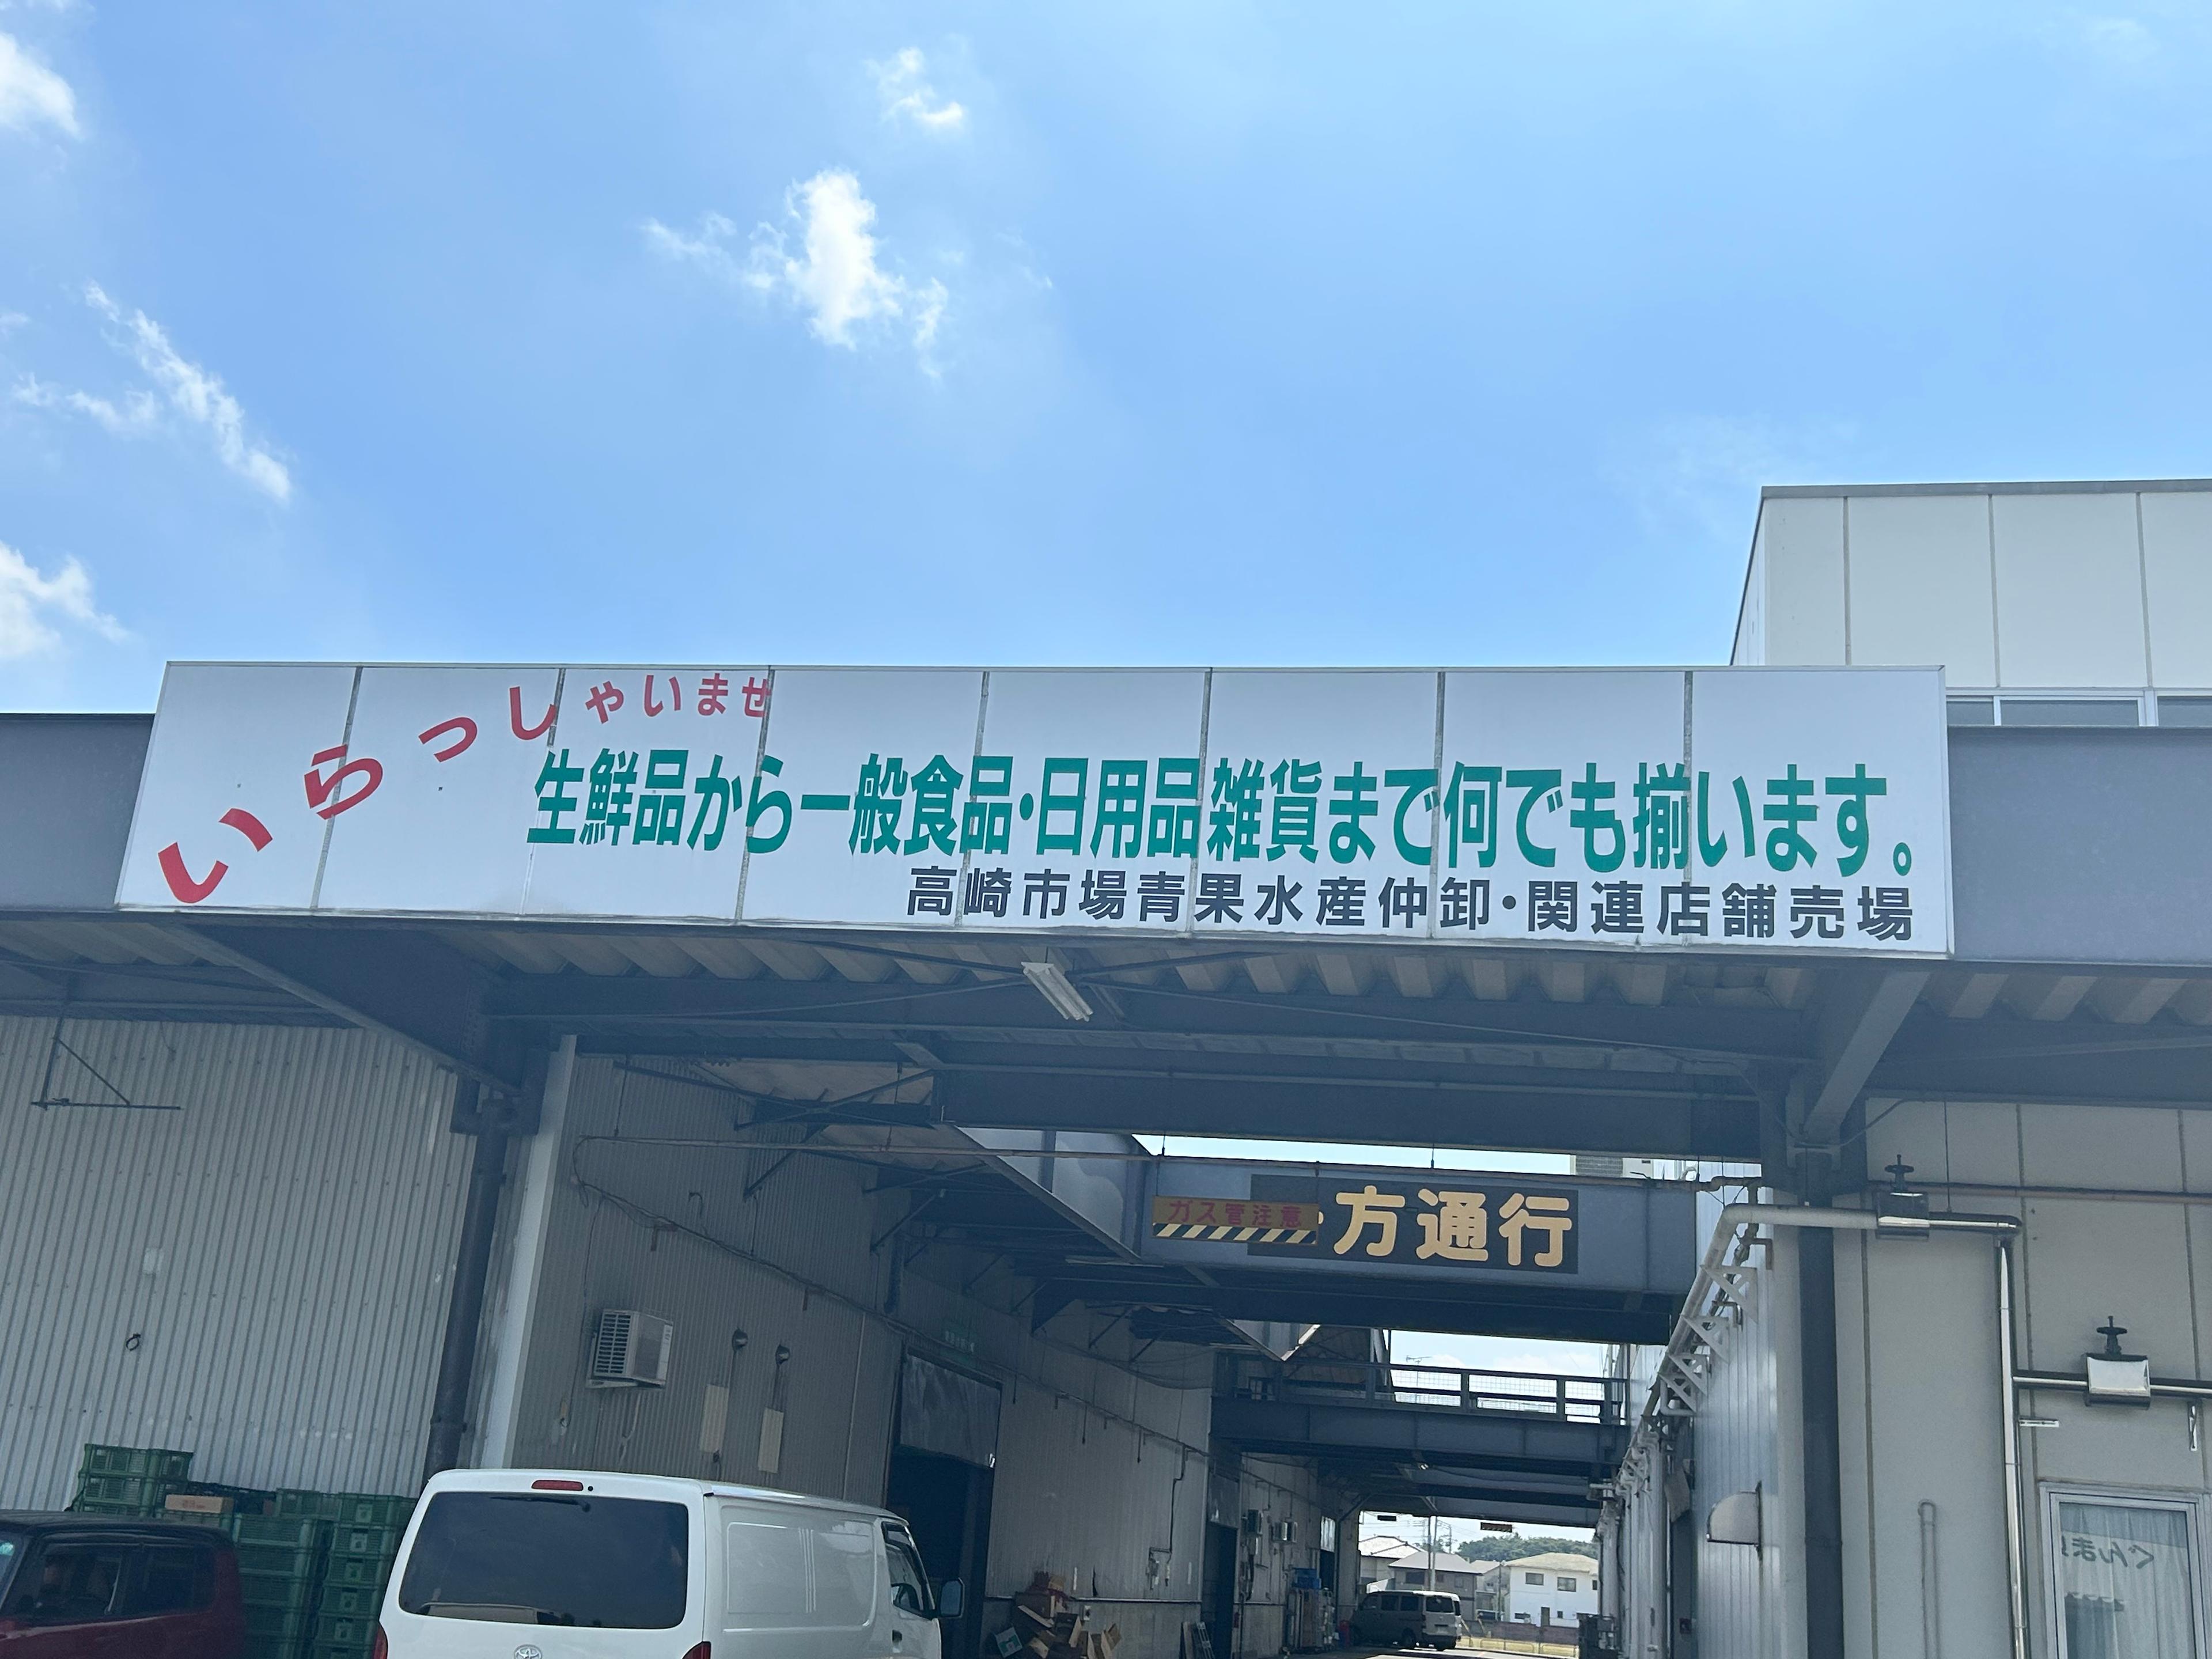 いらっしゃいませ
生鮮品から一般食品・日用品雑貨まで何でも揃います。
高崎市場青果水産仲卸・関連店舗売場
ガス管注意
方通行